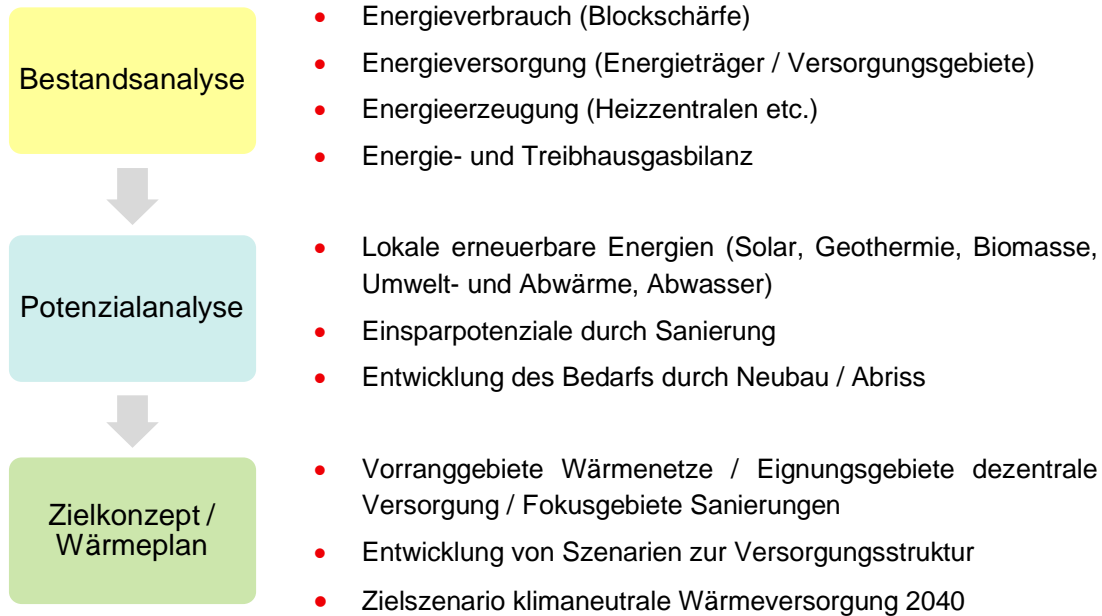 Bestandsanalyse
• Energieverbrauch (Blockschärfe)
• Energieversorgung (Energieträger / Versorgungsgebiete)
• Energieerzeugung (Heizzentralen etc.)
• Energie- und Treibhausgasbilanz
Potenzialanalyse
• Lokale erneuerbare Energien (Solar, Geothermie, Biomasse,
Umwelt- und Abwärme, Abwasser)
• Einsparpotenziale durch Sanierung
• Entwicklung des Bedarfs durch Neubau / Abriss
Zielkonzept /
Wärmeplan
• Vorranggebiete Wärmenetze / Eignungsgebiete dezentrale
Versorgung / Fokusgebiete Sanierungen
• Entwicklung von Szenarien zur Versorgungsstruktur
• Zielszenario klimaneutrale Wärmeversorgung 2040